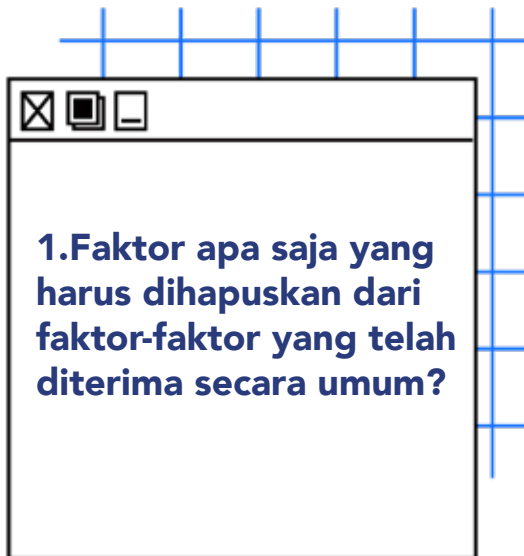 1.Faktor apa saja yang
harus dihapuskan dari
faktor-faktor yang telah
diterima secara umum?